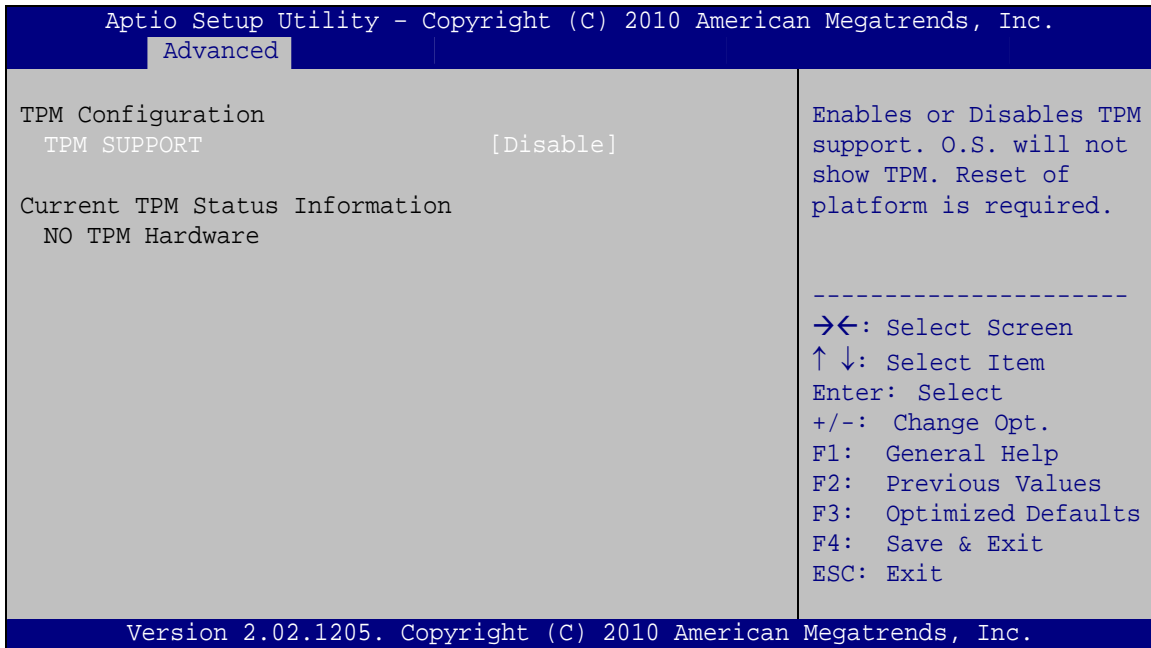 Aptio Setup Utility – Copyright (C) 2010 American Megatrends, Inc.
Advanced
TPM Configuration
TPM SUPPORT [Disable]
Current TPM Status Information
NO TPM Hardware
Enables or Disables TPM
support. O.S. will not
show TPM. Reset of
platform is required.
----------------------
→←: Select Screen
↑ ↓: Select Item
Enter: Select
+/-: Change Opt.
F1: General Help
F2: Previous Values
F3: Optimized Defaults
F4: Save & Exit
ESC: Exit
Version 2.02.1205. Copyright (C) 2010 American Megatrends, Inc.